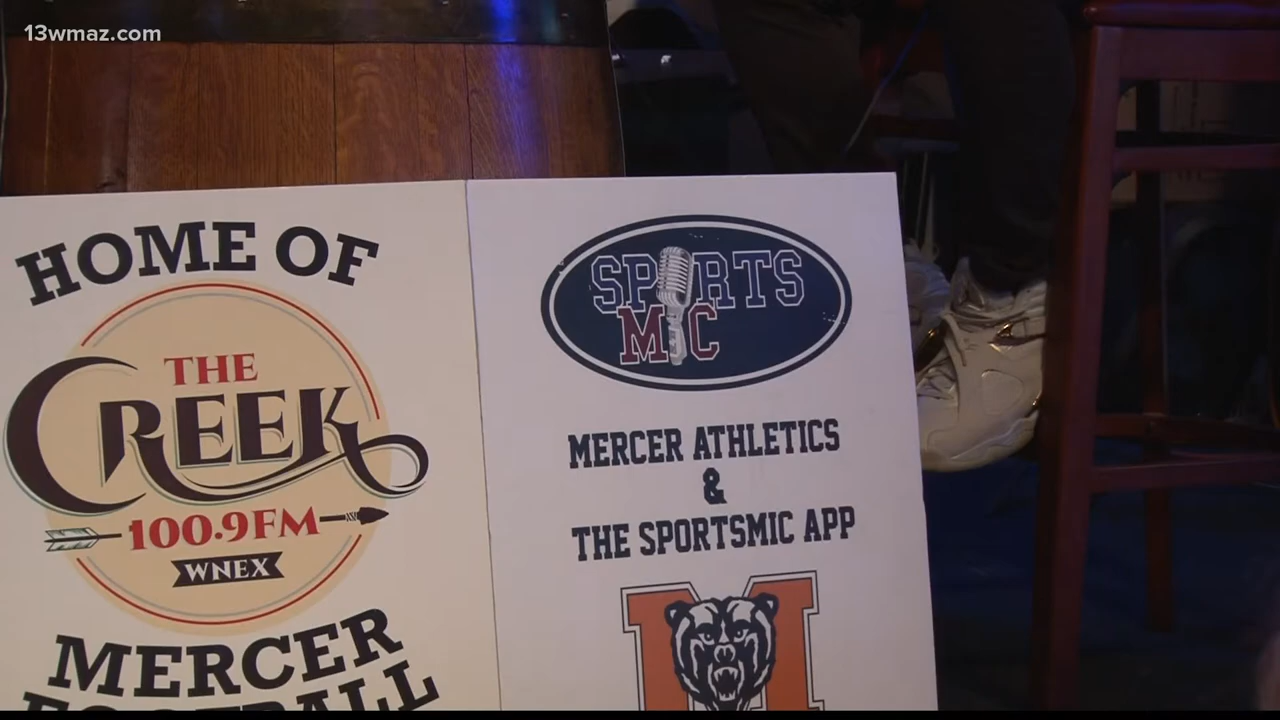 13wmaz.com
HOME OF
THE
CREEK
100.9FM
WNEX
MERCER
FOOTBALL
SPORTS
MIC
MERCER ATHLETICS
&
THE SPORTSMIC APP
M